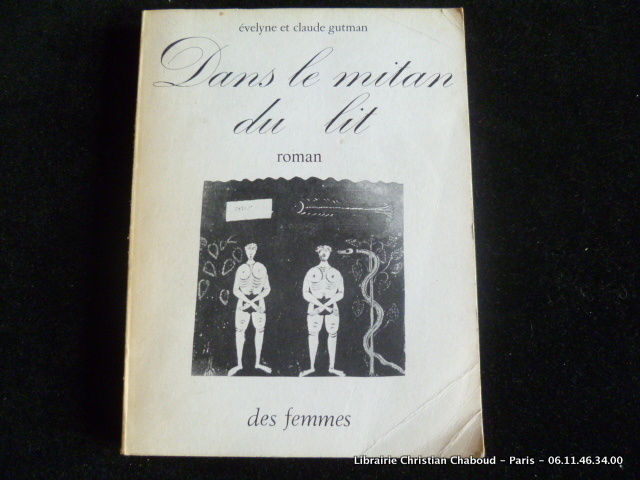 évelyne et claude gutman
Dans le mitan
du lit
roman
des femmes
Librairie Christian Chaboud - Paris - 06.11.46.34.00